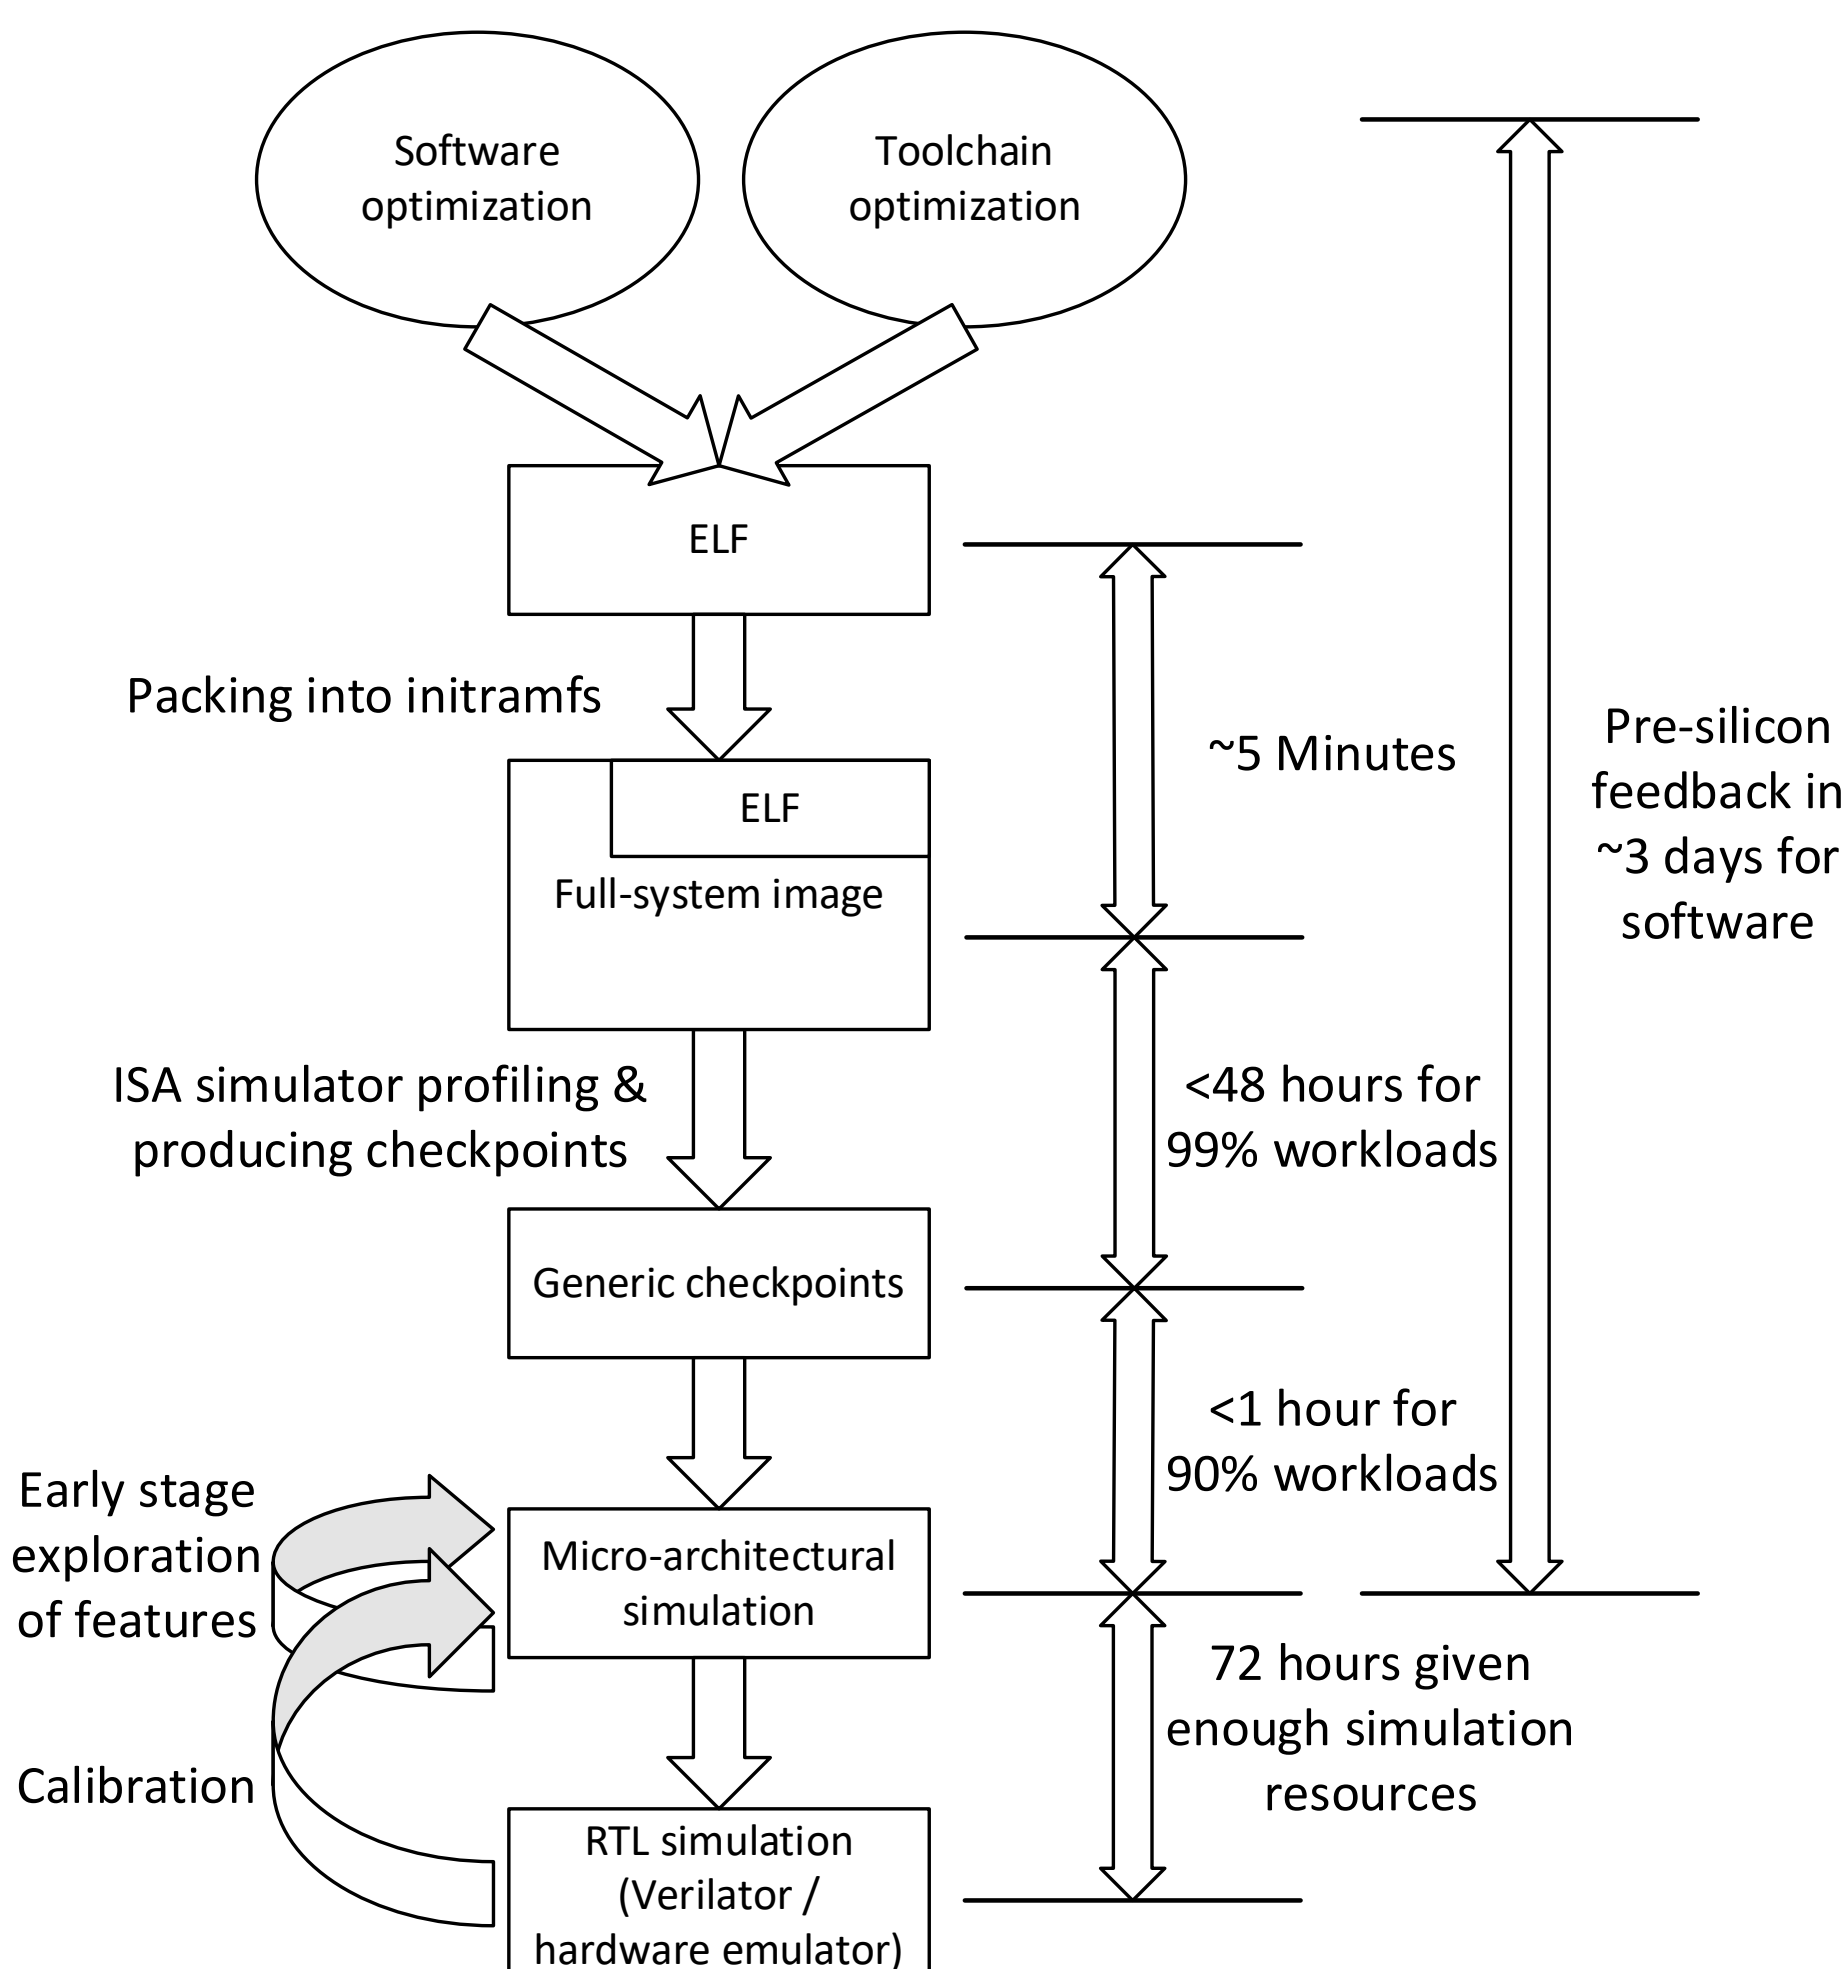 Software
optimization
Toolchain
optimization
ELF
Packing into initramfs
~5 Minutes
Pre-silicon
feedback in
~3 days for
software
ELF
Full-system image
ISA simulator profiling &
producing checkpoints
<48 hours for
99% workloads
Generic checkpoints
<1 hour for
90% workloads
Early stage
exploration
of features
Micro-architectural
simulation
72 hours given
enough simulation
resources
Calibration
RTL simulation
(Verilator /
hardware emulator)